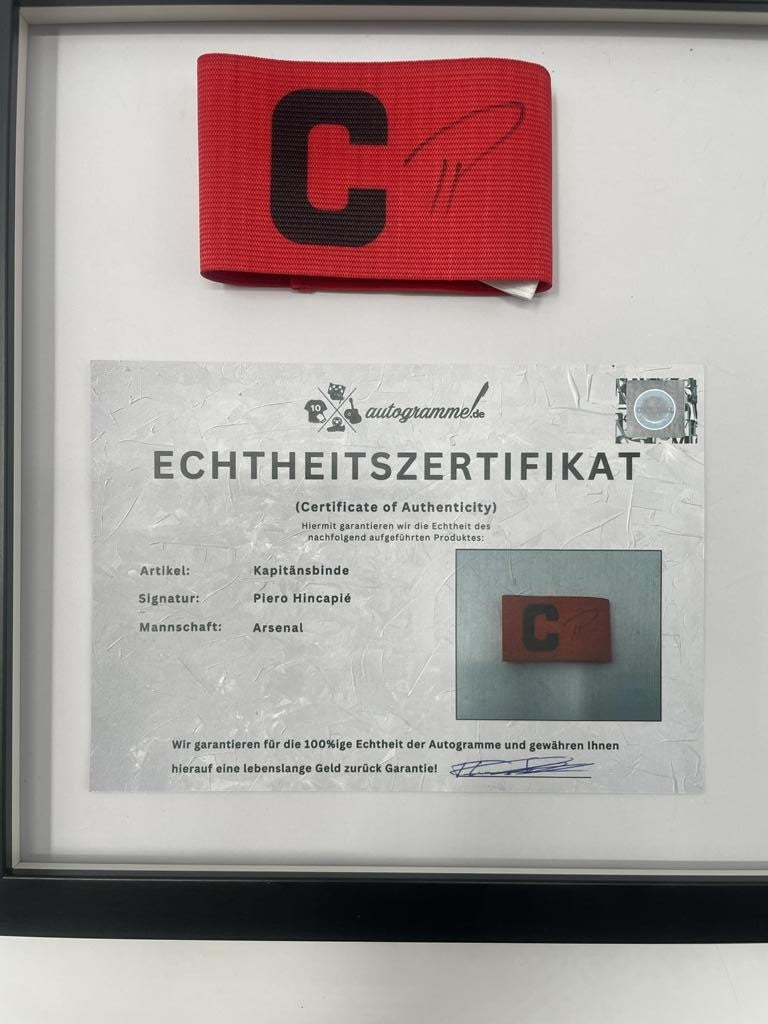 C
10
autogramme.de
ECHTHEITSZERTIFIKAT
(Certificate of Authenticity)
Hiermit garantieren wir die Echtheit des
nachfolgend aufgeführten Produktes:
Artikel: Kapitänsbinde
Signatur: Piero Hincapié
Mannschaft: Arsenal
C
Wir garantieren für die 100%ige Echtheit der Autogramme und gewähren Ihnen
hierauf eine lebenslange Geld zurück Garantie!